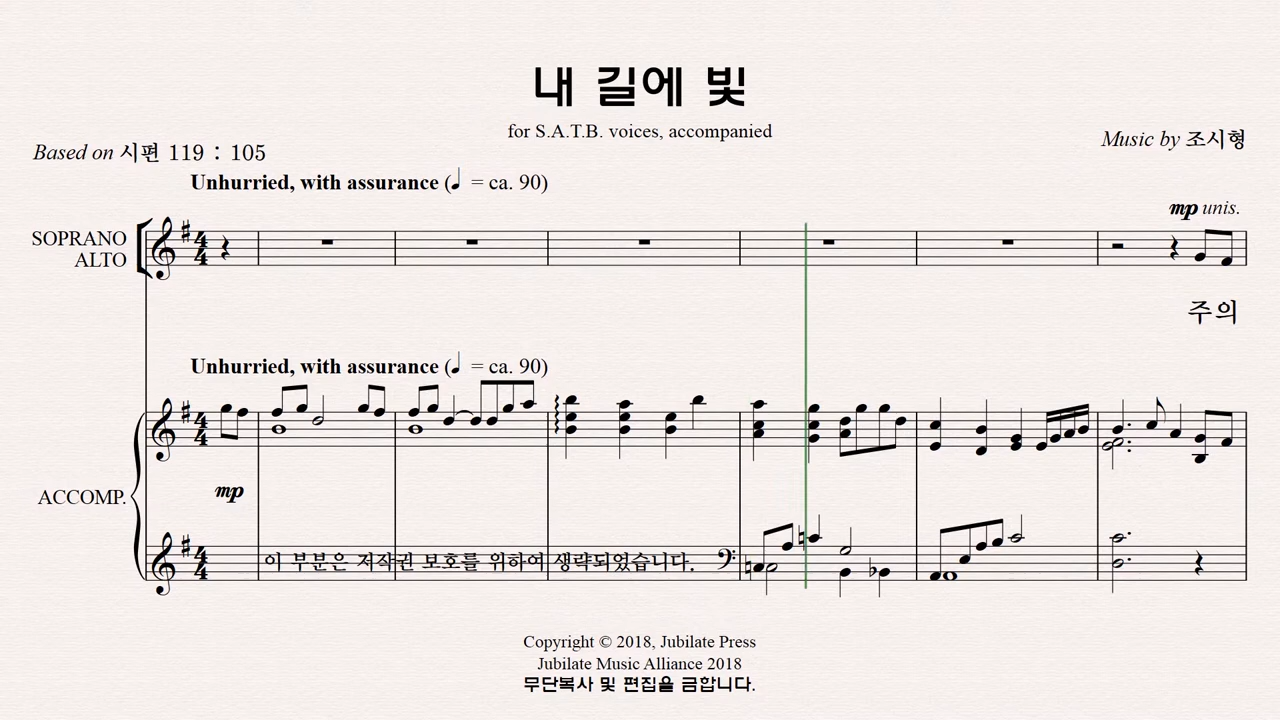 내 길에 빛
for S.A.T.B. voices, accompanied
Based on 시편 119 : 105
Music by 조시형
Unhurried, with assurance (♩ = ca. 90)
mp unis.
SOPRANO
ALTO
주의
Unhurried, with assurance (♩ = ca. 90)
mp
ACCOMP.
이 부분은 저작권 보호를 위하여 생략되었습니다.
Copyright © 2018, Jubilate Press
Jubilate Music Alliance 2018
무단복사 및 편집을 금합니다.